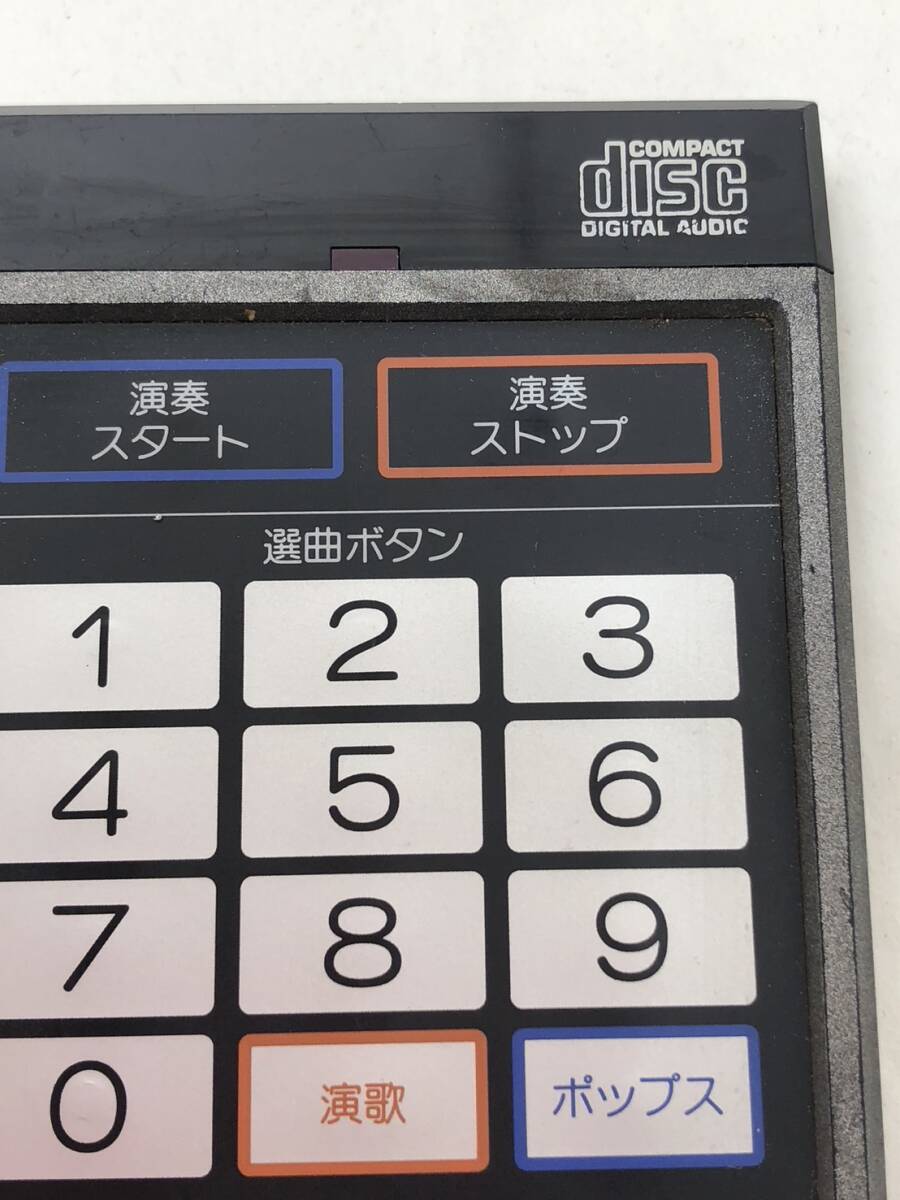 COMPACT
disc
DIGITAL AUDIO
演奏
スタート
演奏
ストップ
選曲ボタン
1 2 3
4 5 6
7 8 9
0 演歌 ポップス